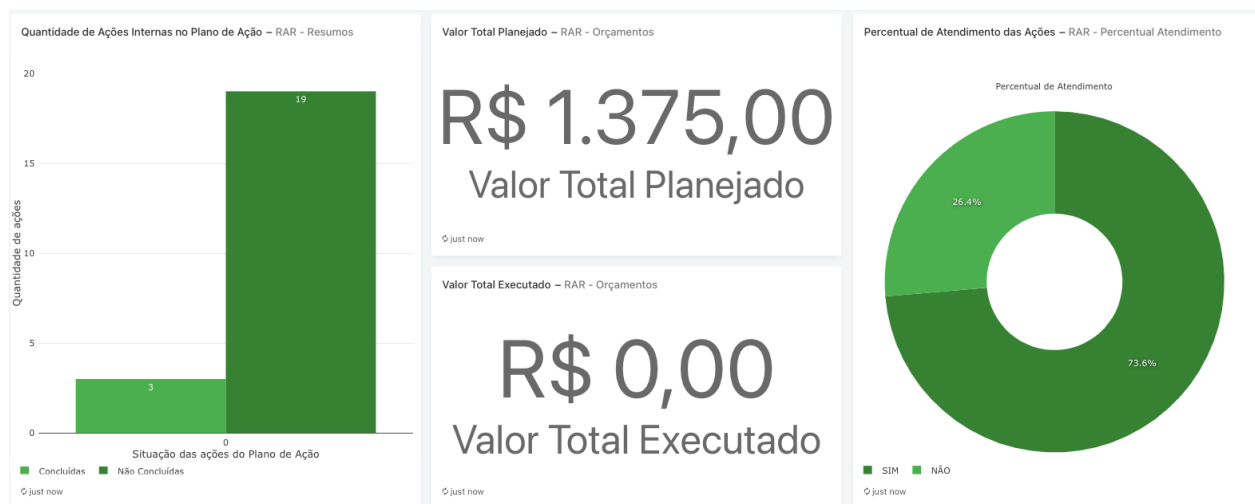 Quantidade de Ações Internas no Plano de Ação – RAR - Resumos
20
15
10
5
0
Quantidade de ações
19
3
0
Situação das ações do Plano de Ação
Concluídas Não Concluídas
just now
Valor Total Planejado – RAR - Orçamentos
R$ 1.375,00
Valor Total Planejado
just now
Valor Total Executado – RAR - Orçamentos
R$ 0,00
Valor Total Executado
just now
Percentual de Atendimento das Ações – RAR - Percentual Atendimento
Percentual de Atendimento
26.4%
73.6%
SIM NÃO
just now